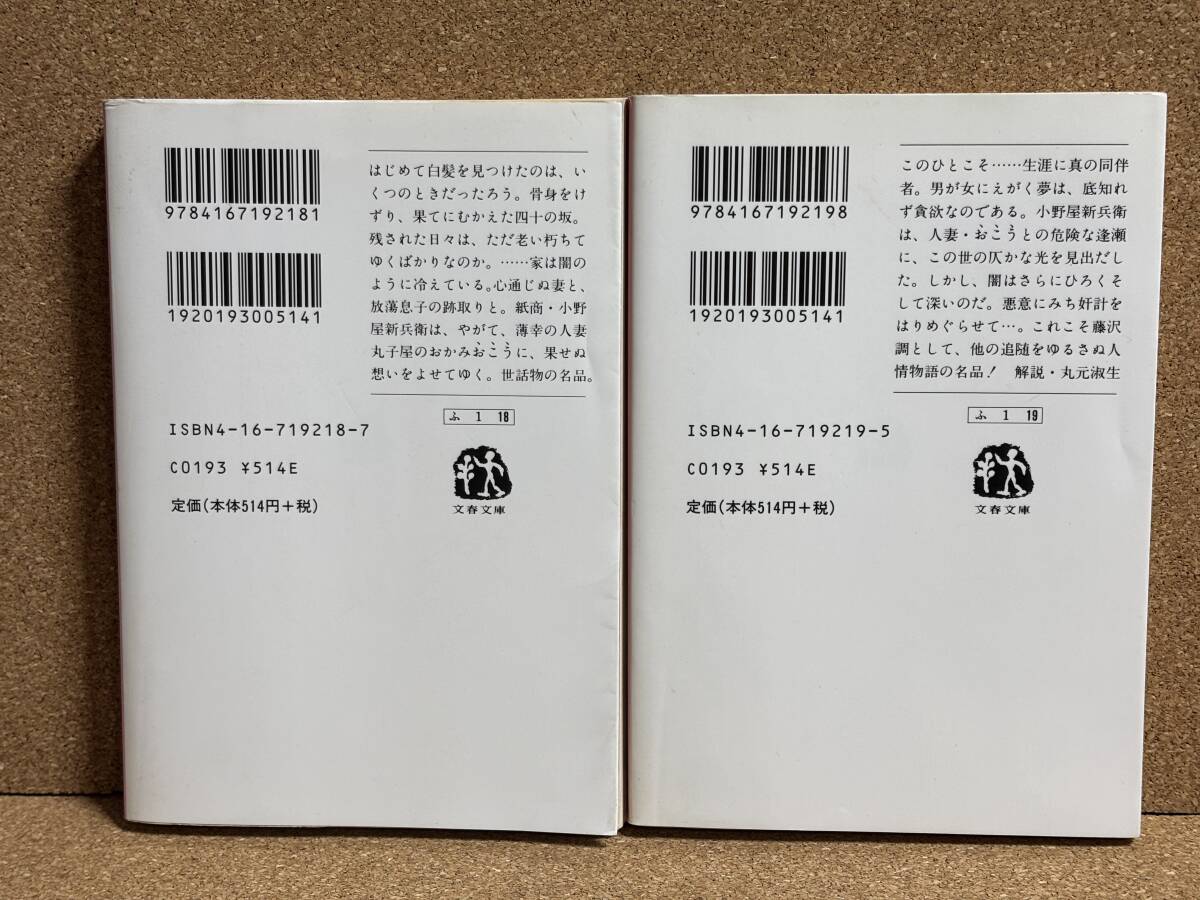 9784167192181
1920193005141
はじめて白髪を見つけたのは、い
くつのときだったろう。骨身をけ
ずり、果てにむかえた四十の坂。
残された日々は、ただ老い朽ちて
ゆくばかりなのか。……家は闇の
ように冷えている。心通じぬ妻と、
放蕩息子の跡取りと。紙商・小野
屋新兵衛は、やがて、薄幸の人妻
丸子屋のおかみおこうに、果せぬ
想いをよせてゆく。世話物の名品。
ふ 1 18
ISBN4-16-719218-7
C0193 ¥514E
定価(本体514円+税)
文春文庫
9784167192198
1920193005141
このひとこそ……生涯に真の同伴
者。男が女にえがく夢は、底知れ
ず貪欲なのである。小野屋新兵衛
は、人妻・おこうとの危険な逢瀬
に、この世の仄かな光を見出だし
た。しかし、闇はさらにひろくそ
して深いのだ。悪意にみち奸計を
はりめぐらせて…。これこそ藤沢
調として、他の追随をゆるさぬ人
情物語の名品! 解説・丸元淑生
ふ 1 19
ISBN4-16-719219-5
C0193 ¥514E
定価(本体514円+税)
文春文庫